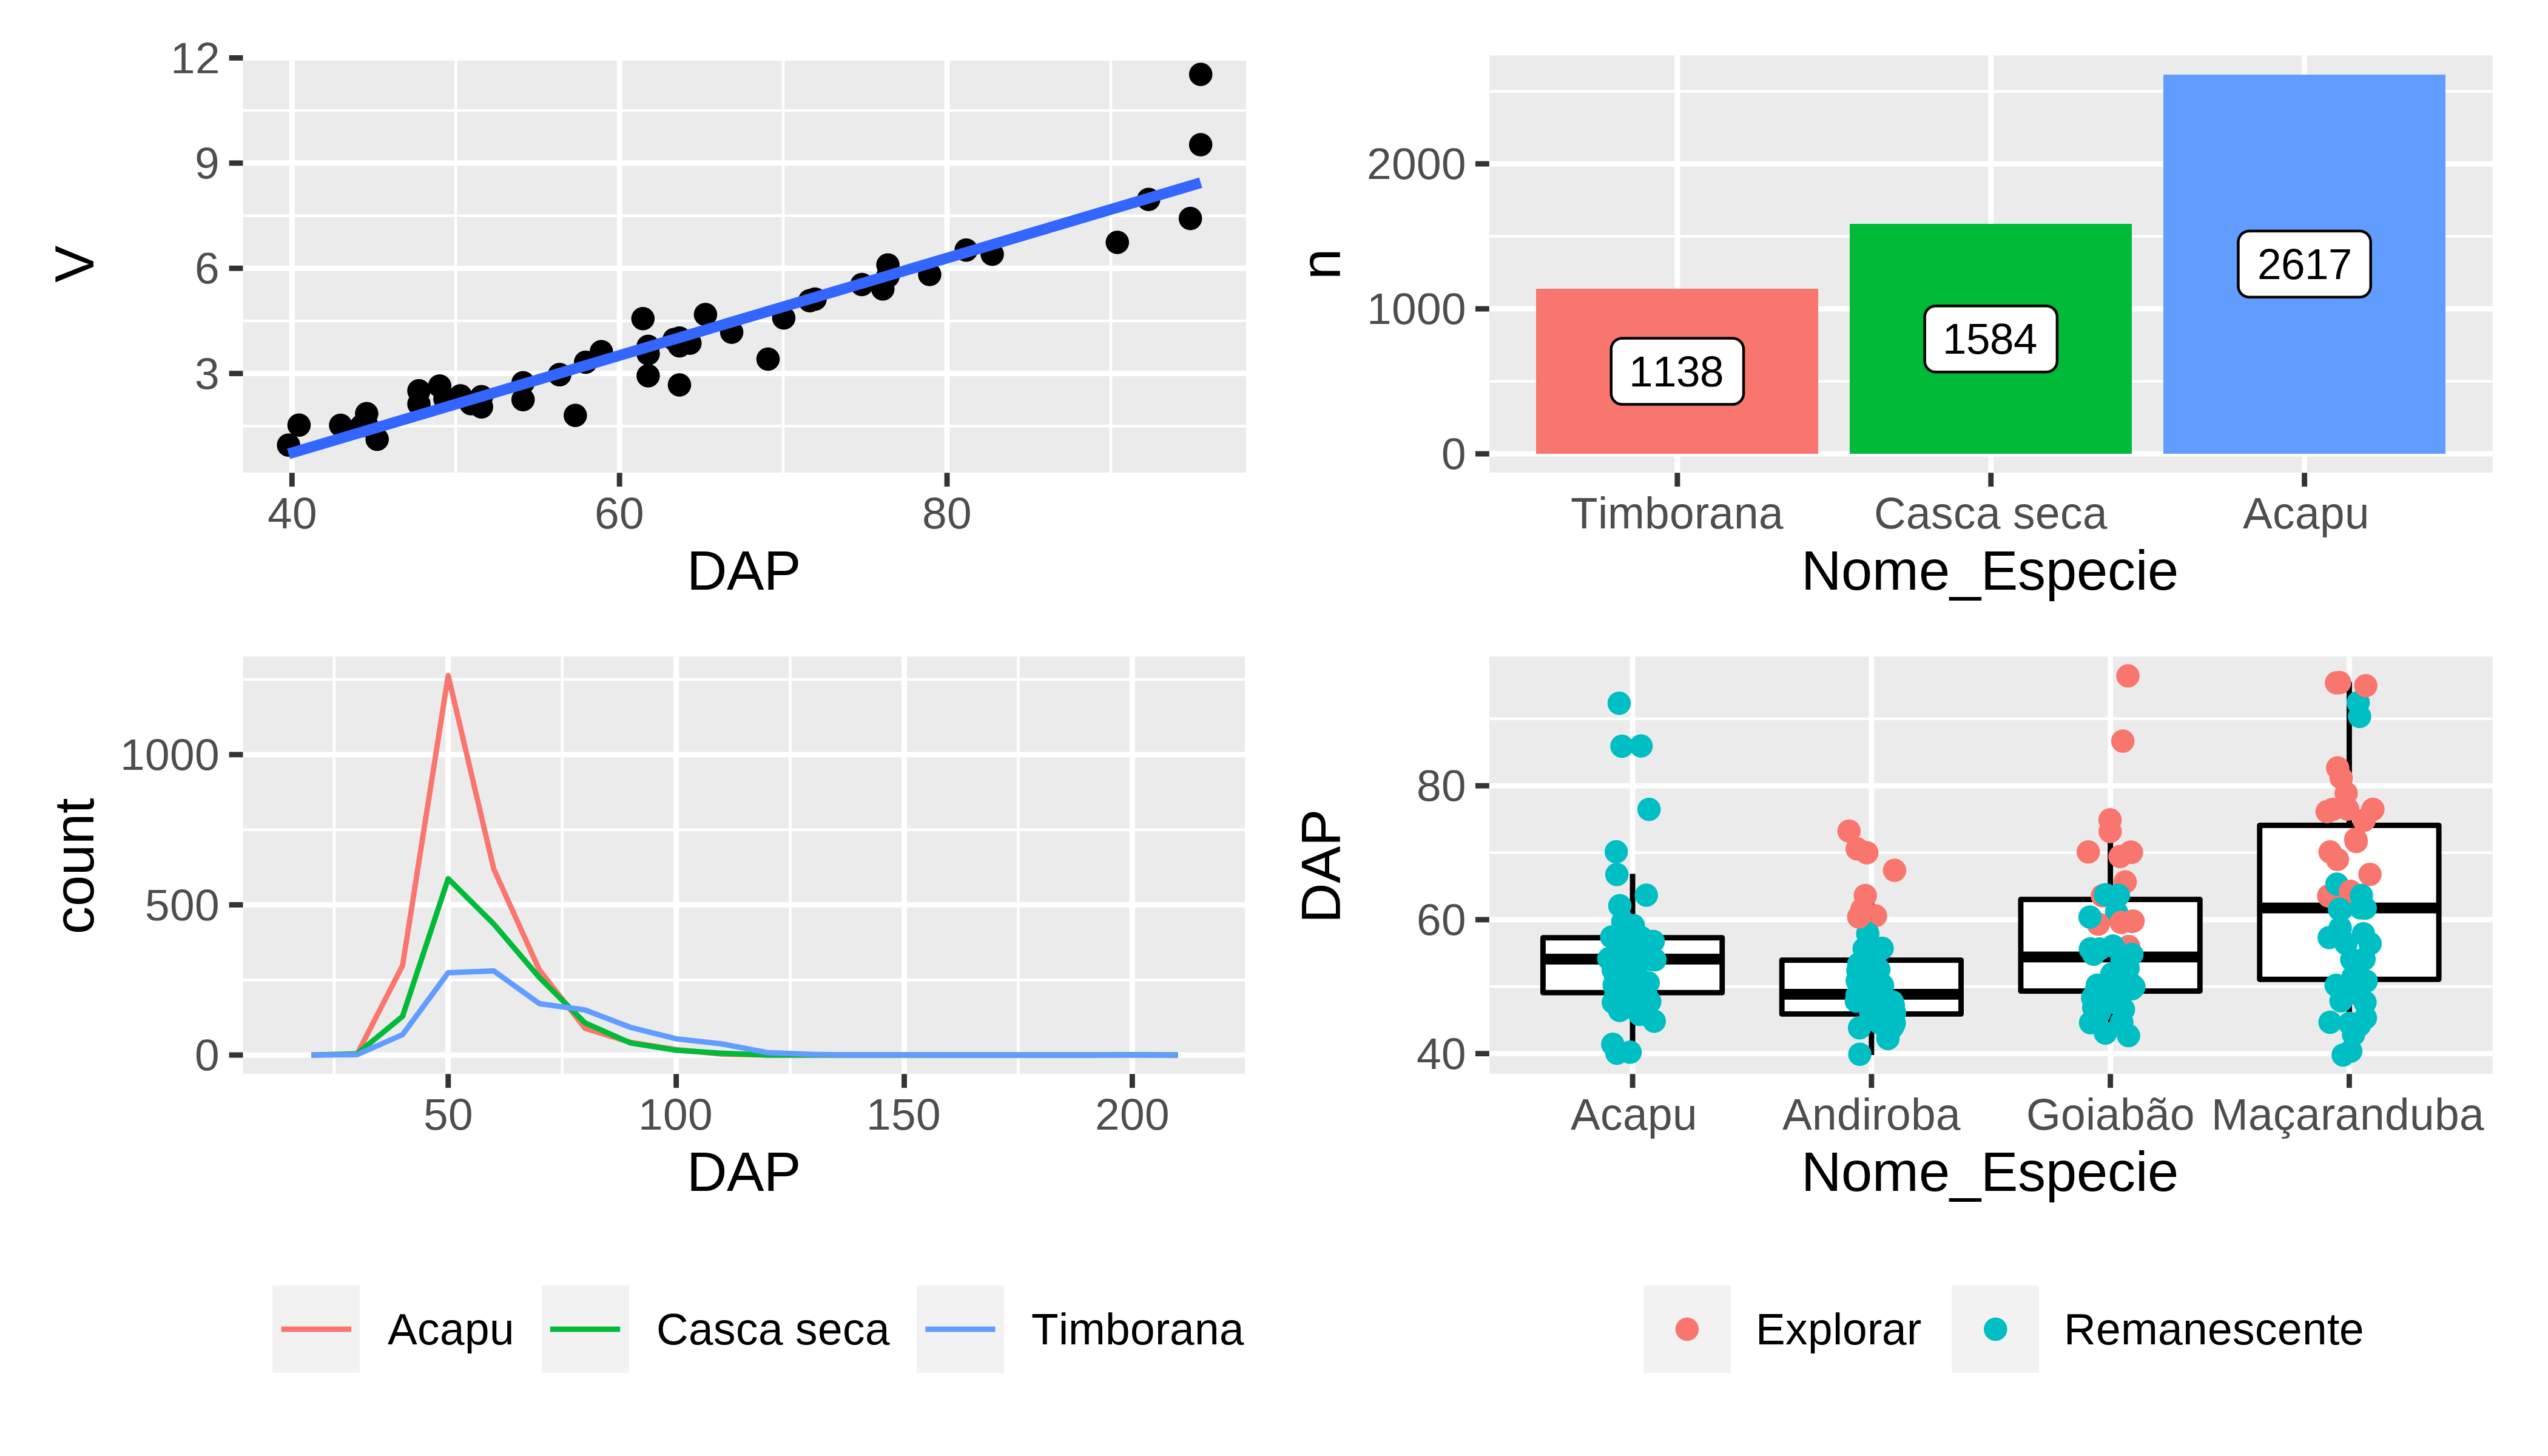 V
12
9
6
3
40 60 80
DAP
n
2000
1000
0
1138
1584
2617
Timborana Casca seca Acapu
Nome_Especie
count
1000
500
0
50 100 150 200
DAP
DAP
80
60
40
Acapu Andiroba Goiabão Maçaranduba
Nome_Especie
Acapu Casca seca Timborana
Explorar Remanescente